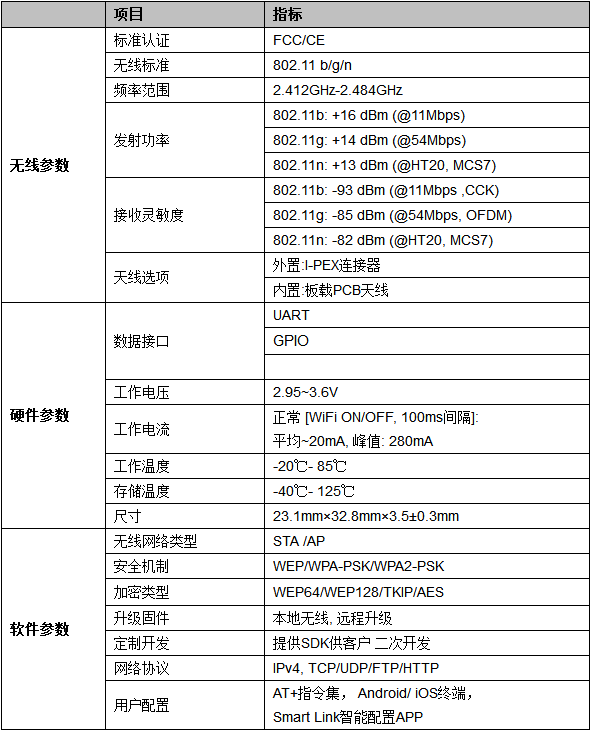 项目 指标
无线参数
标准认证 FCC/CE
无线标准 802.11 b/g/n
频率范围 2.412GHz-2.484GHz
发射功率
802.11b: +16 dBm (@11Mbps)
802.11g: +14 dBm (@54Mbps)
802.11n: +13 dBm (@HT20, MCS7)
接收灵敏度
802.11b: -93 dBm (@11Mbps ,CCK)
802.11g: -85 dBm (@54Mbps, OFDM)
802.11n: -82 dBm (@HT20, MCS7)
天线选项
外置:I-PEX连接器
内置:板载PCB天线
硬件参数
数据接口
UART
GPIO
工作电压 2.95~3.6V
工作电流
正常 [WiFi ON/OFF, 100ms间隔]:
平均~20mA, 峰值: 280mA
工作温度 -20℃- 85℃
存储温度 -40℃- 125℃
尺寸 23.1mm×32.8mm×3.5±0.3mm
软件参数
无线网络类型 STA /AP
安全机制 WEP/WPA-PSK/WPA2-PSK
加密类型 WEP64/WEP128/TKIP/AES
升级固件 本地无线, 远程升级
定制开发 提供SDK供客户 二次开发
网络协议 IPv4, TCP/UDP/FTP/HTTP
用户配置
AT+指令集， Android/ iOS终端，
Smart Link智能配置APP